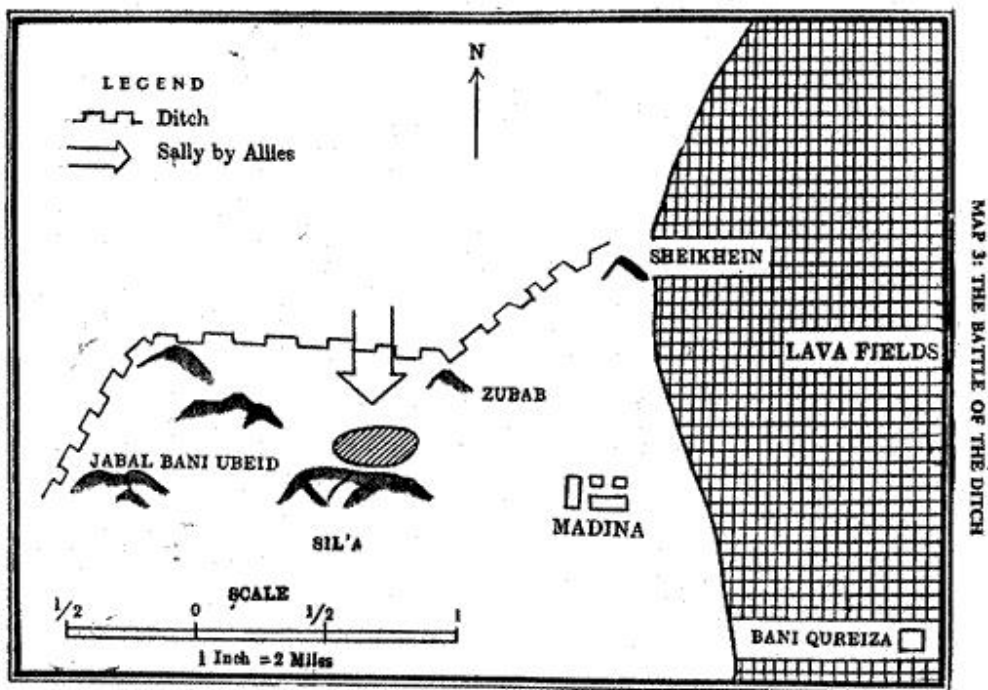 LEGEND
Ditch
Sally by Allies
N
SHEIKHEIN
LAVA FIELDS
ZUBAB
JABAL BANI UBEID
MADINA
SIL'A
SCALE
1/2 0 1/2 1
1 Inch = 2 Miles
BANI QUREIZA
MAP 3: THE BATTLE OF THE DITCH